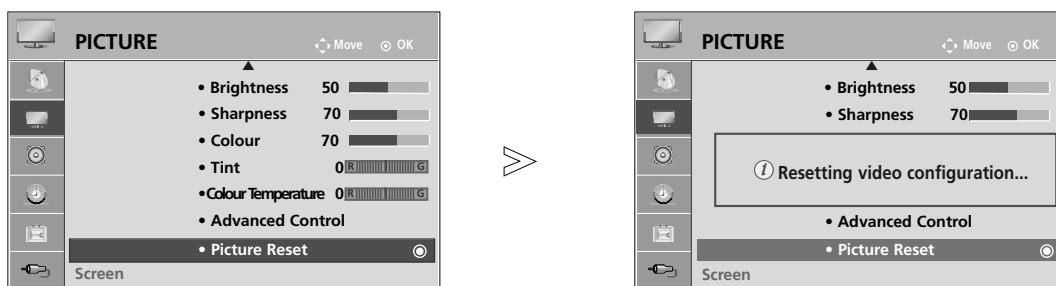 PICTURE
Move OK
• Brightness 50
• Sharpness 70
• Colour 70
• Tint 0 R G
•Colour Temperature 0 R G
• Advanced Control
• Picture Reset
Screen
PICTURE
Move OK
• Brightness 50
• Sharpness 70
i Resetting video configuration...
• Advanced Control
• Picture Reset
Screen